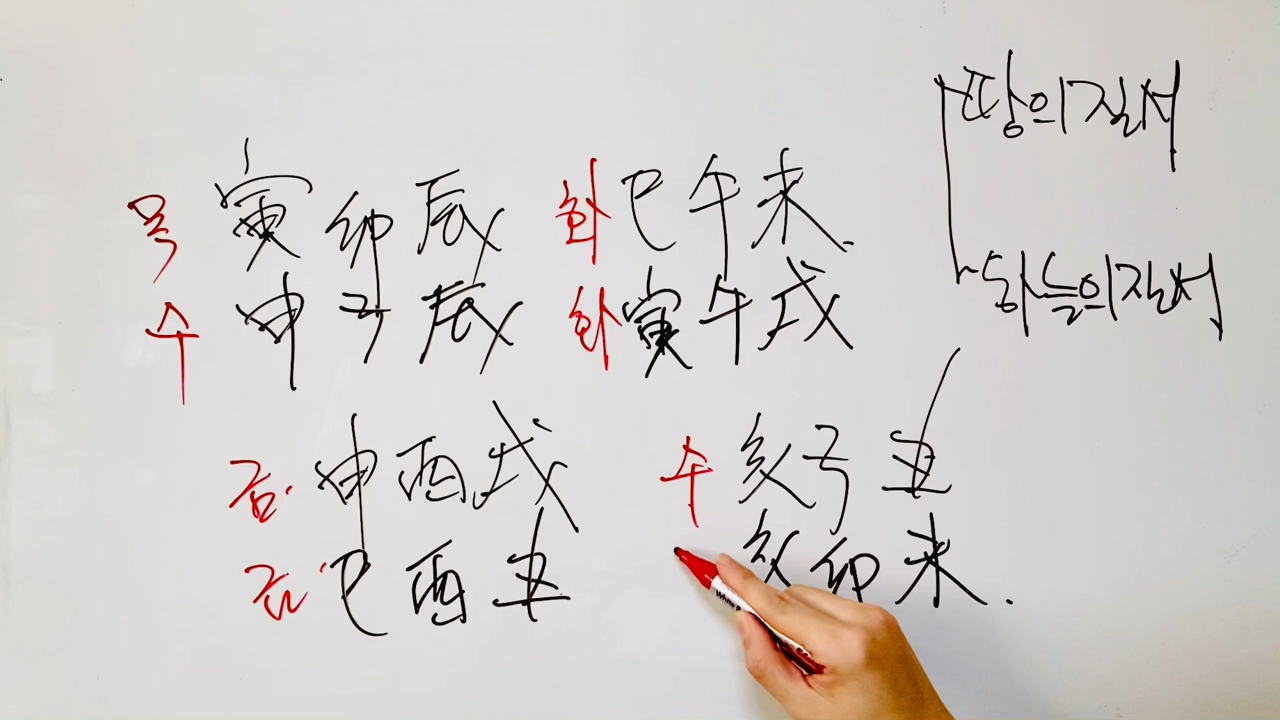 땅의 질서
목 寅卯辰 화 巳午未
수 申子辰 화 寅午戌
하늘의 질서
금 申酉戌 수 亥子丑
금 巳酉丑 亥卯未